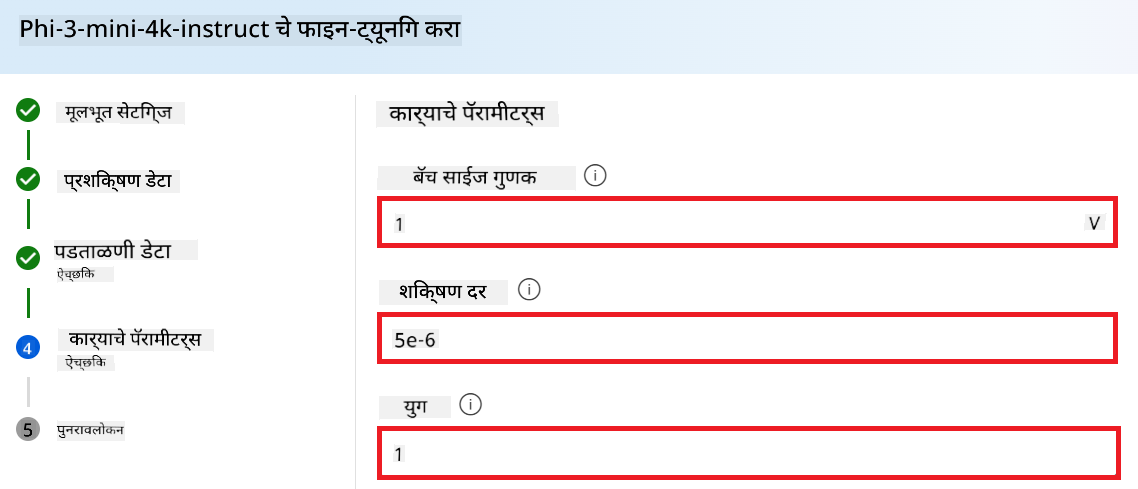 Phi-3-mini-4k-instruct चे फाइन-ट्यूनिंग करा
मूलभूत सेटिंग्ज
प्रशिक्षण डेटा
पडताळणी डेटा
ऐच्छिक
4
कार्याचे पॅरामीटर्स
ऐच्छिक
5
पुनरावलोकन
कार्याचे पॅरामीटर्स
बॅच साईज गुणक
1
V
शिक्षण दर
5e-6
युग
1